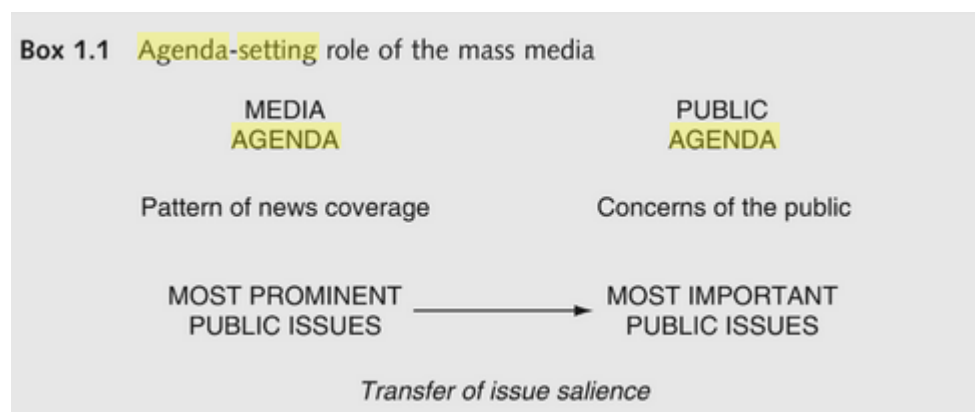 Box 1.1 Agenda-setting role of the mass media
MEDIA
AGENDA
PUBLIC
AGENDA
Pattern of news coverage
Concerns of the public
MOST PROMINENT
PUBLIC ISSUES
MOST IMPORTANT
PUBLIC ISSUES
Transfer of issue salience